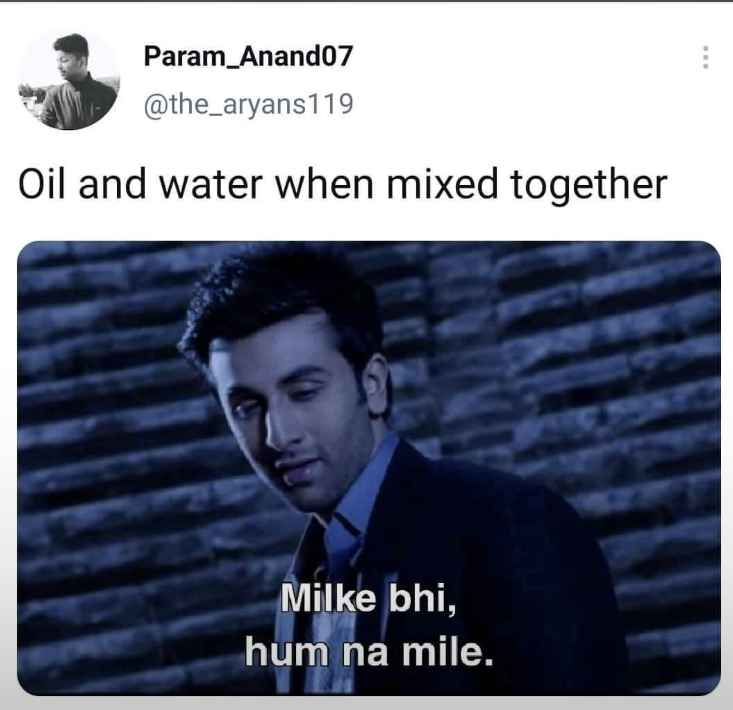 Param_Anand07
@the_aryans119
Oil and water when mixed together
Milke bhi,
hum na mile.